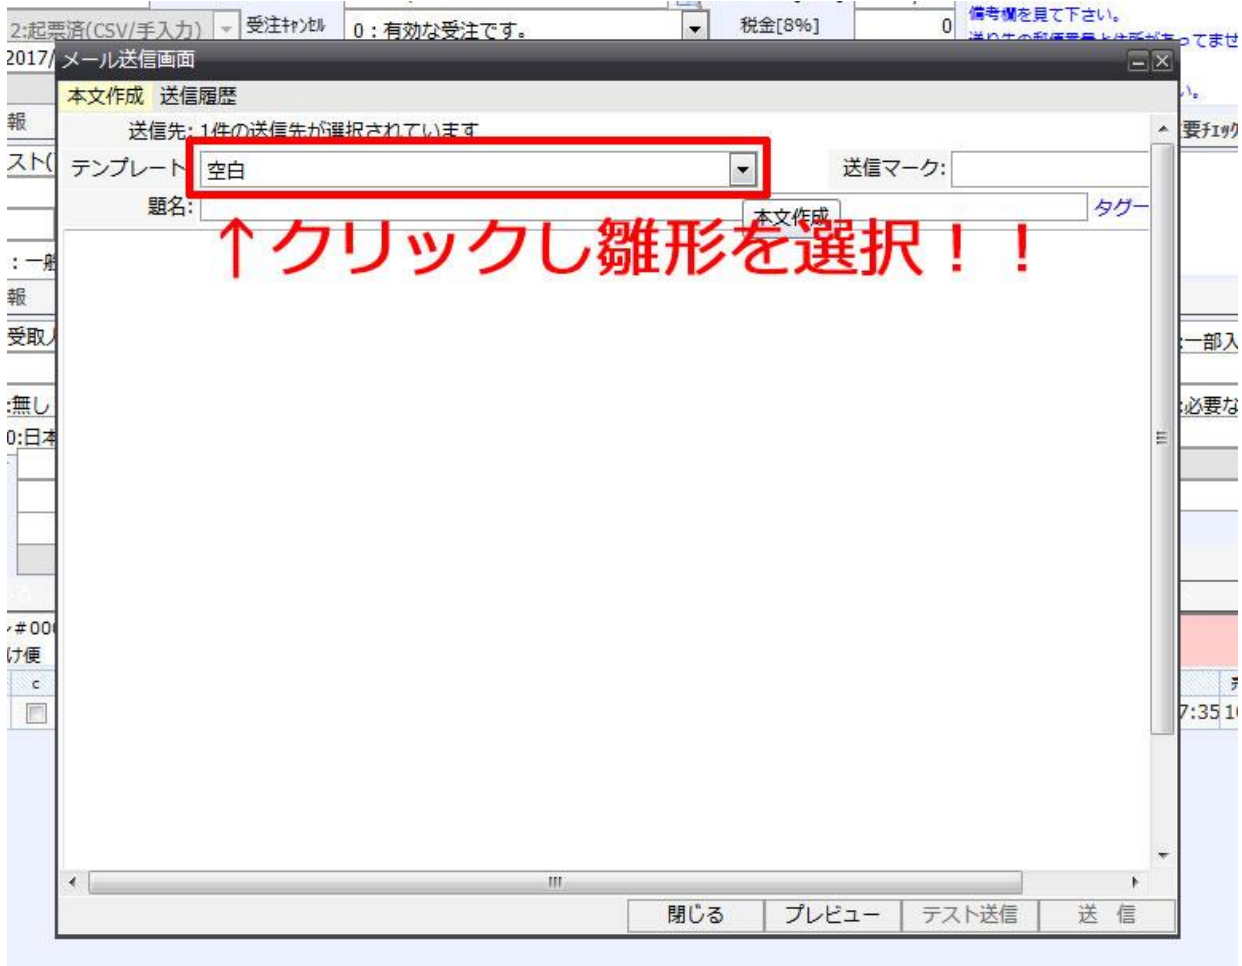 2:起票済(CSV/手入力) 受注ｷｬﾝｾﾙ 0：有効な受注です。 税金[8%] 0 備考欄を見て下さい。
2017/ メール送信画面
本文作成 送信履歴 い。
報 送信先: 1件の送信先が選択されています 要ﾁｪｯｸ
スト( テンプレート 空白 送信マーク:
題名: 本文作成 タグー
↑クリックし雛形を選択！！
：一般
報
受取人 :一部入
:無し :必要な
0:日本
け便
c
7:35
閉じる プレビュー テスト送信 送 信